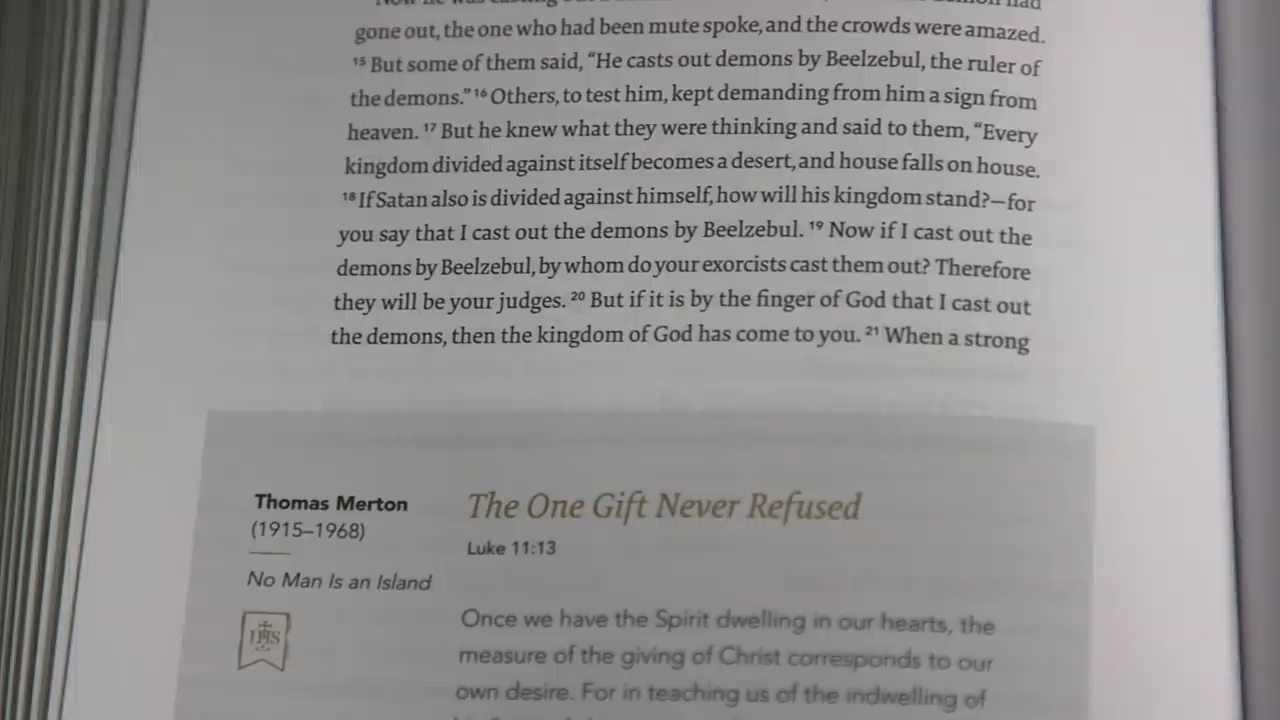 gone out, the one who had been mute spoke, and the crowds were amazed.
¹⁵ But some of them said, “He casts out demons by Beelzebul, the ruler of
the demons.” ¹⁶ Others, to test him, kept demanding from him a sign from
heaven. ¹⁷ But he knew what they were thinking and said to them, “Every
kingdom divided against itself becomes a desert, and house falls on house.
¹⁸ If Satan also is divided against himself, how will his kingdom stand?—for
you say that I cast out the demons by Beelzebul. ¹⁹ Now if I cast out the
demons by Beelzebul, by whom do your exorcists cast them out? Therefore
they will be your judges. ²⁰ But if it is by the finger of God that I cast out
the demons, then the kingdom of God has come to you. ²¹ When a strong
Thomas Merton
(1915–1968)
No Man Is an Island
IHS
The One Gift Never Refused
Luke 11:13
Once we have the Spirit dwelling in our hearts, the
measure of the giving of Christ corresponds to our
own desire. For in teaching us of the indwelling of